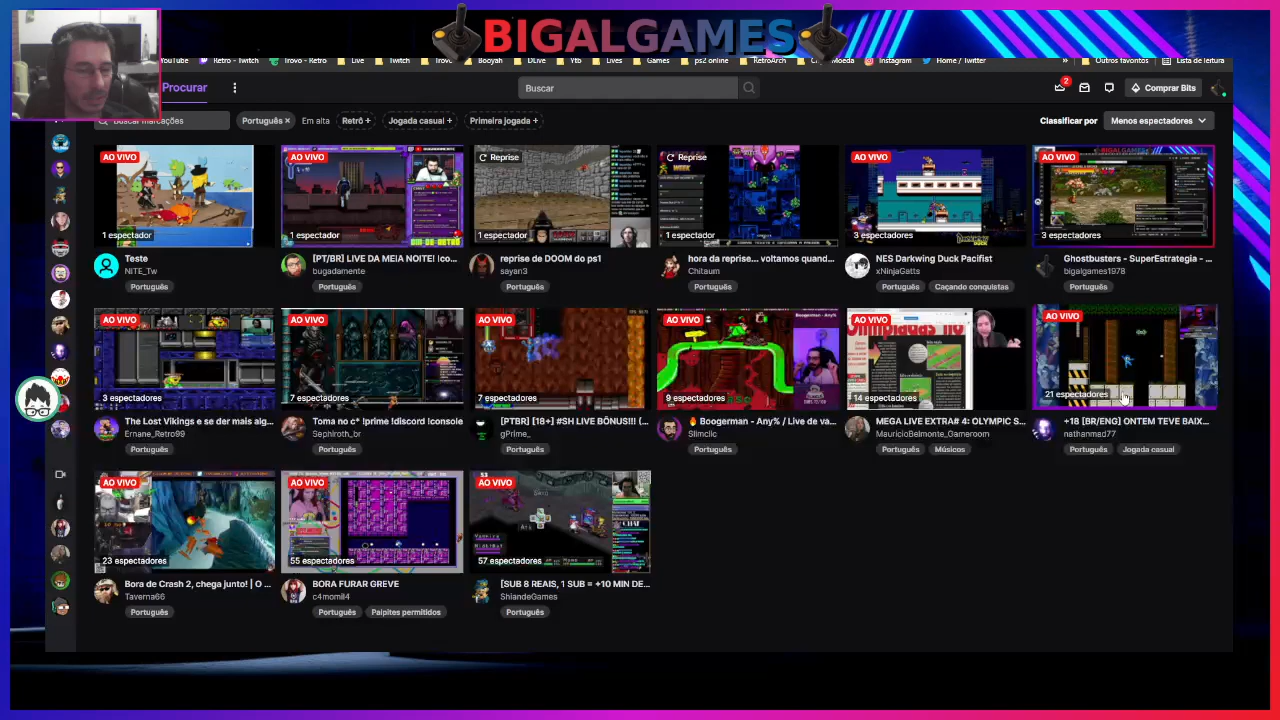 BIGALGAMES
YouTube Retro - Twitch Trovo - Retro Live Twitch Trovo Booyah DLive Ytb Lives Games ps2 online RetroArch Instagram Home / Twitter » Outros favoritos Lista de leitura
Procurar Buscar 2 Comprar Bits
Buscar marcações Português × Em alta Retrô + Jogada casual + Primeira jogada + Classificar por Menos espectadores
AO VIVO AO VIVO Reprise Reprise AO VIVO AO VIVO
1 espectador 1 espectador 1 espectador 1 espectador 3 espectadores 3 espectadores
Teste [PT/BR] LIVE DA MEIA NOITE! !co... reprise de DOOM do ps1 hora da reprise... voltamos quand... NES Darkwing Duck Pacifist Ghostbusters - SuperEstrategia - ...
NITE_Tw bugadamente sayan3 Chitaum xNinjaGatts bigalgames1978
Português Português Português Português Português Caçando conquistas Português
AO VIVO AO VIVO AO VIVO AO VIVO AO VIVO AO VIVO
3 espectadores 7 espectadores 7 espectadores 9 espectadores 14 espectadores 21 espectadores
The Lost Vikings e se der mais alg... Toma no c* !prime !discord !console [PTBR] [18+] #SH LIVE BÔNUS!!! (... Boogerman - Any% / Live de va... MEGA LIVE EXTRA# 4: OLYMPIC S... +18 [BR/ENG] ONTEM TEVE BAIX...
Ernane_Retro99 Sephiroth_br gPrime_ Slimcilc MauricioBelmonte_Gameroom nathanmad77
Português Português Português Português Português Músicos Português Jogada casual
AO VIVO AO VIVO AO VIVO
23 espectadores 55 espectadores 57 espectadores
Bora de Crash 2, chega junto! | O ... BORA FURAR GREVE [SUB 8 REAIS, 1 SUB = +10 MIN DE...
Taverna66 c4momil4 ShiandeGames
Português Português Palpites permitidos Português